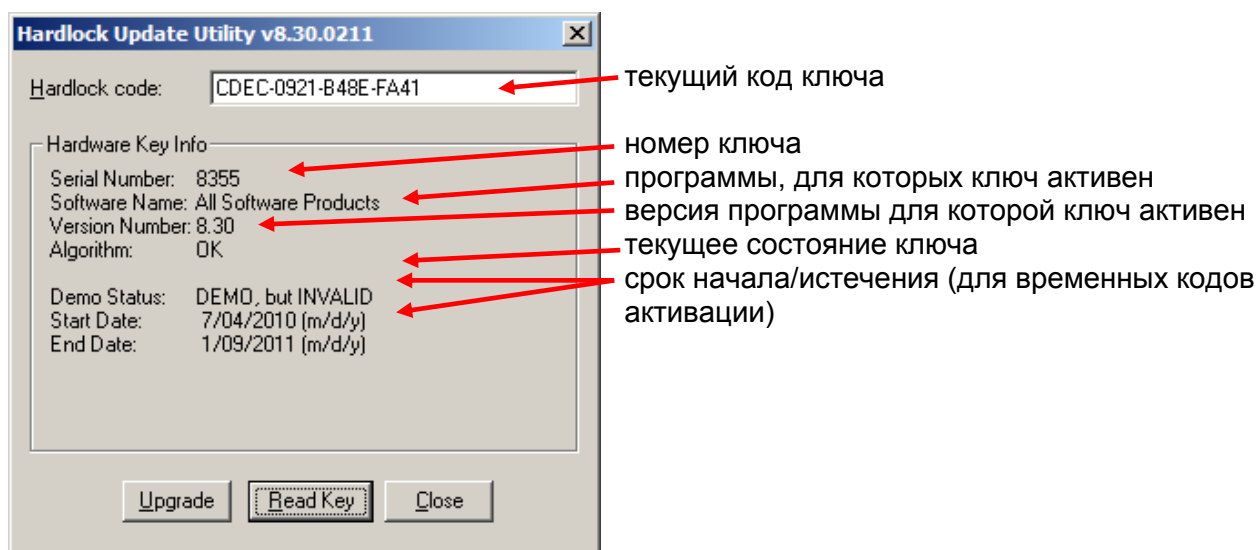 Hardlock Update Utility v8.30.0211
Hardlock code: CDEC-0921-B48E-FA41
текущий код ключа
Hardware Key Info
номер ключа
Serial Number: 8355
программы, для которых ключ активен
Software Name: All Software Products
версия программы для которой ключ активен
Version Number: 8.30
текущее состояние ключа
Algorithm: OK
срок начала/истечения (для временных кодов
активации)
Demo Status: DEMO, but INVALID
Start Date: 7/04/2010 (m/d/y)
End Date: 1/09/2011 (m/d/y)
Upgrade Read Key Close